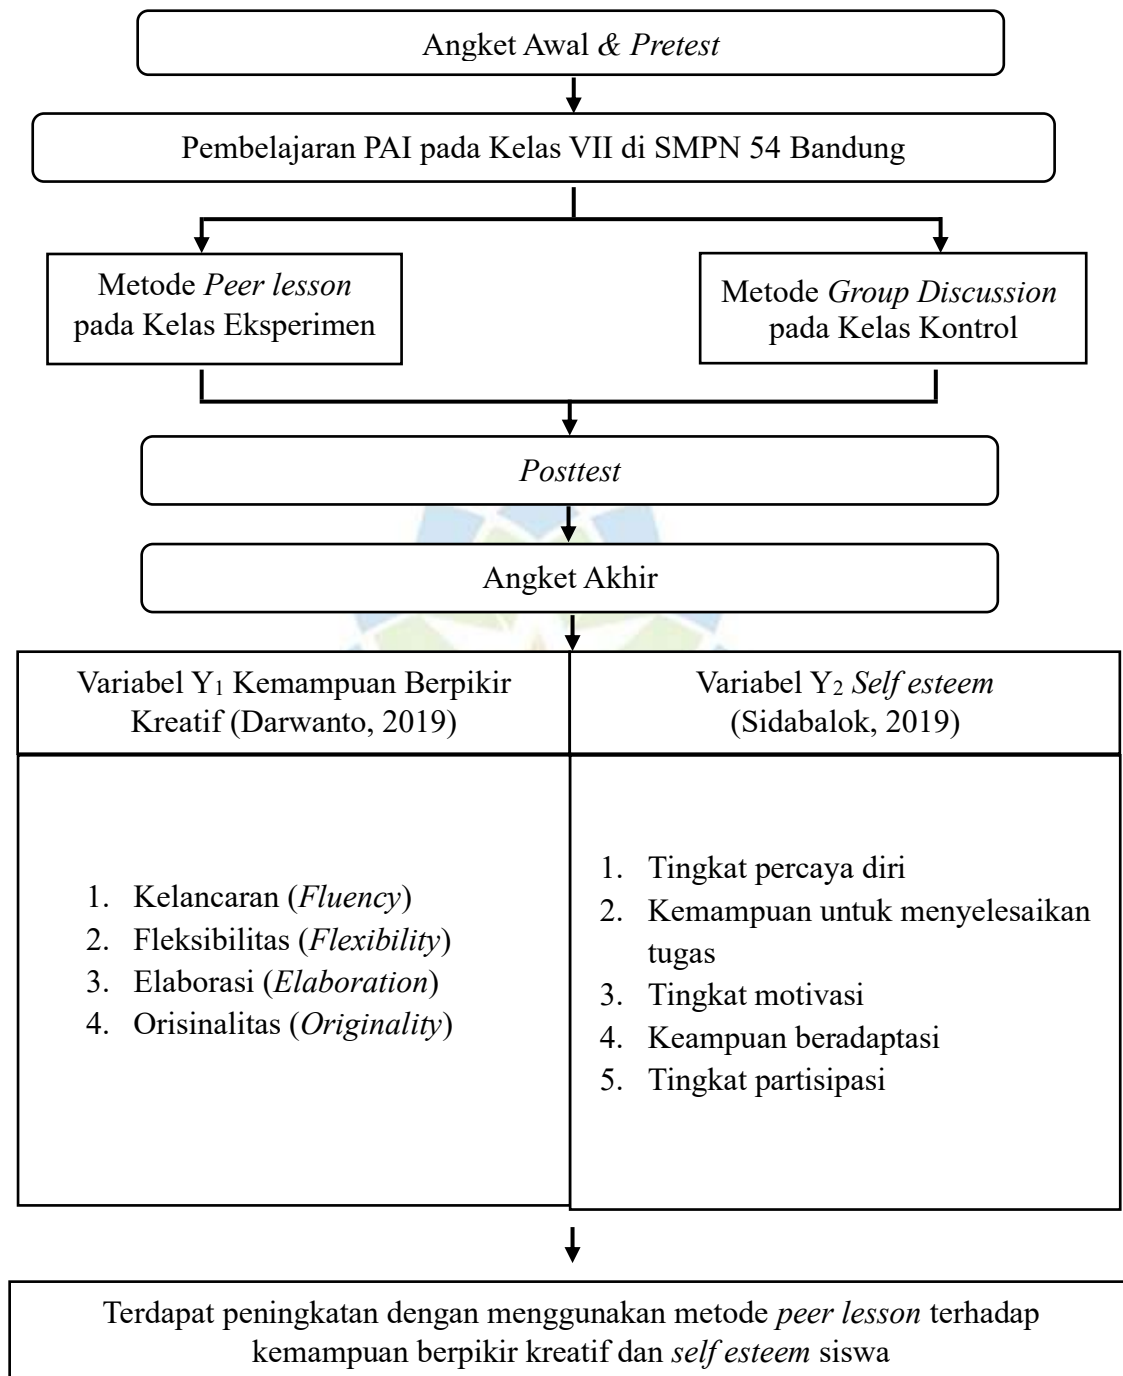 Angket Awal & Pretest
Pembelajaran PAI pada Kelas VII di SMPN 54 Bandung
Metode Peer lesson
pada Kelas Eksperimen
Metode Group Discussion
pada Kelas Kontrol
Posttest
Angket Akhir
Variabel Y₁ Kemampuan Berpikir
Kreatif (Darwanto, 2019)
Variabel Y₂ Self esteem
(Sidabalok, 2019)
1. Kelancaran (Fluency)
2. Fleksibilitas (Flexibility)
3. Elaborasi (Elaboration)
4. Orisinalitas (Originality)
1. Tingkat percaya diri
2. Kemampuan untuk menyelesaikan
tugas
3. Tingkat motivasi
4. Keampuan beradaptasi
5. Tingkat partisipasi
Terdapat peningkatan dengan menggunakan metode peer lesson terhadap
kemampuan berpikir kreatif dan self esteem siswa